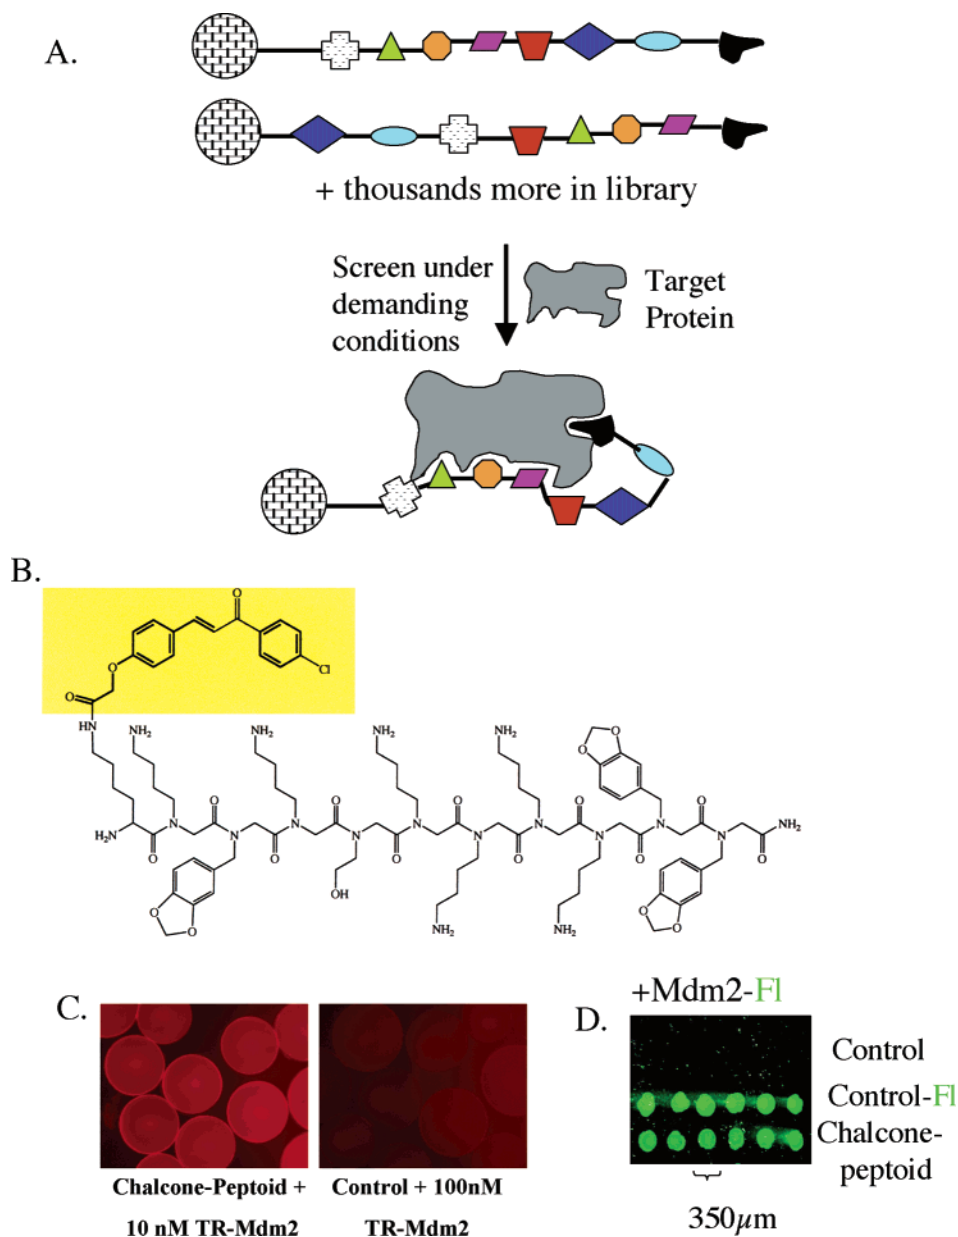 A.
+ thousands more in library
Screen under
demanding
conditions
Target
Protein
B.
O
Cl
O
O
HN
NH₂
NH₂
NH₂
NH₂
O
O
H₂N
O
N
O
N
O
N
O
N
O
N
O
N
O
N
O
N
O
N
O
N
O
NH₂
O
O
OH
NH₂
NH₂
O
O
C.
D.
+Mdm2-Fl
Control
Control-Fl
Chalcone-
peptoid
350μm
Chalcone-Peptoid +
10 nM TR-Mdm2
Control + 100nM
TR-Mdm2